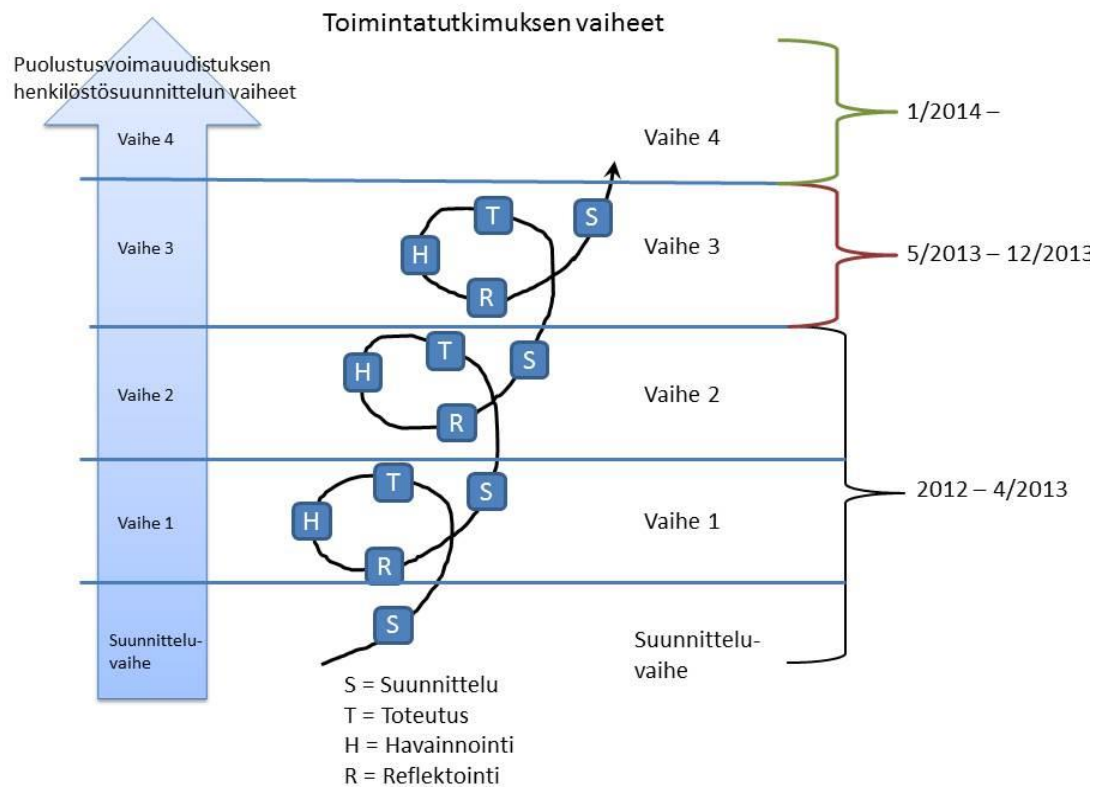 Toimintatutkimuksen vaiheet
Puolustusvoimauudistuksen
henkilöstösuunnittelun vaiheet
1/2014 –
Vaihe 4
Vaihe 4
T
S
H
Vaihe 3
Vaihe 3
5/2013 – 12/2013
R
T
S
H
Vaihe 2
Vaihe 2
R
T
S
2012 – 4/2013
H
Vaihe 1
Vaihe 1
R
S
Suunnittelu-
vaihe
Suunnittelu-
vaihe
S = Suunnittelu
T = Toteutus
H = Havainnointi
R = Reflektointi